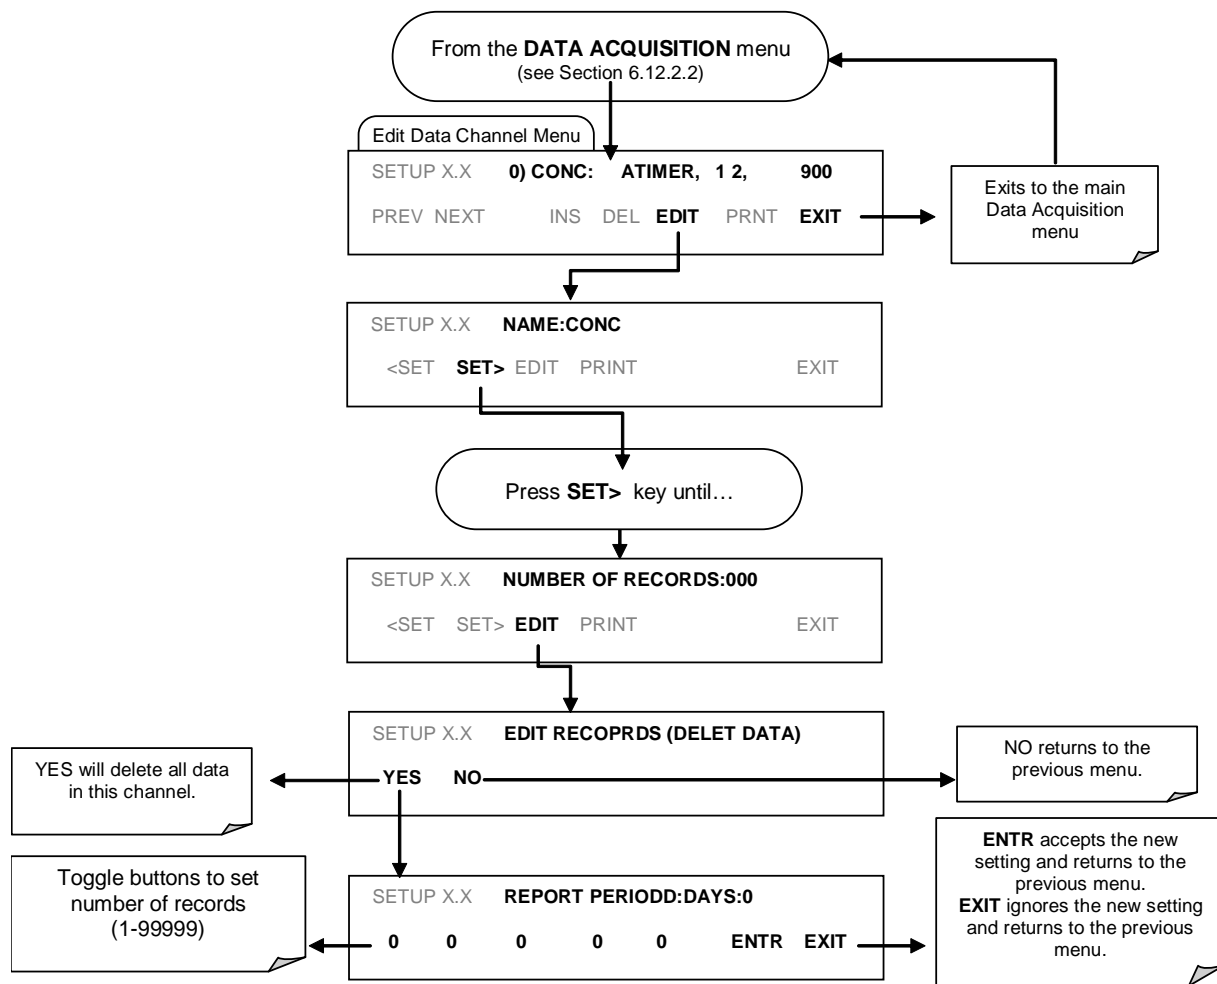 From the DATA ACQUISITION menu
(see Section 6.12.2.2)
Edit Data Channel Menu
SETUP X.X 0) CONC: ATIMER, 1 2, 900
PREV NEXT INS DEL EDIT PRNT EXIT
Exits to the main
Data Acquisition
menu
SETUP X.X NAME:CONC
<SET SET> EDIT PRINT EXIT
Press SET> key until…
SETUP X.X NUMBER OF RECORDS:000
<SET SET> EDIT PRINT EXIT
SETUP X.X EDIT RECOPRDS (DELET DATA)
YES NO
YES will delete all data
in this channel.
NO returns to the
previous menu.
Toggle buttons to set
number of records
(1-99999)
SETUP X.X REPORT PERIODD:DAYS:0
0 0 0 0 0 ENTR EXIT
ENTR accepts the new
setting and returns to the
previous menu.
EXIT ignores the new setting
and returns to the previous
menu.